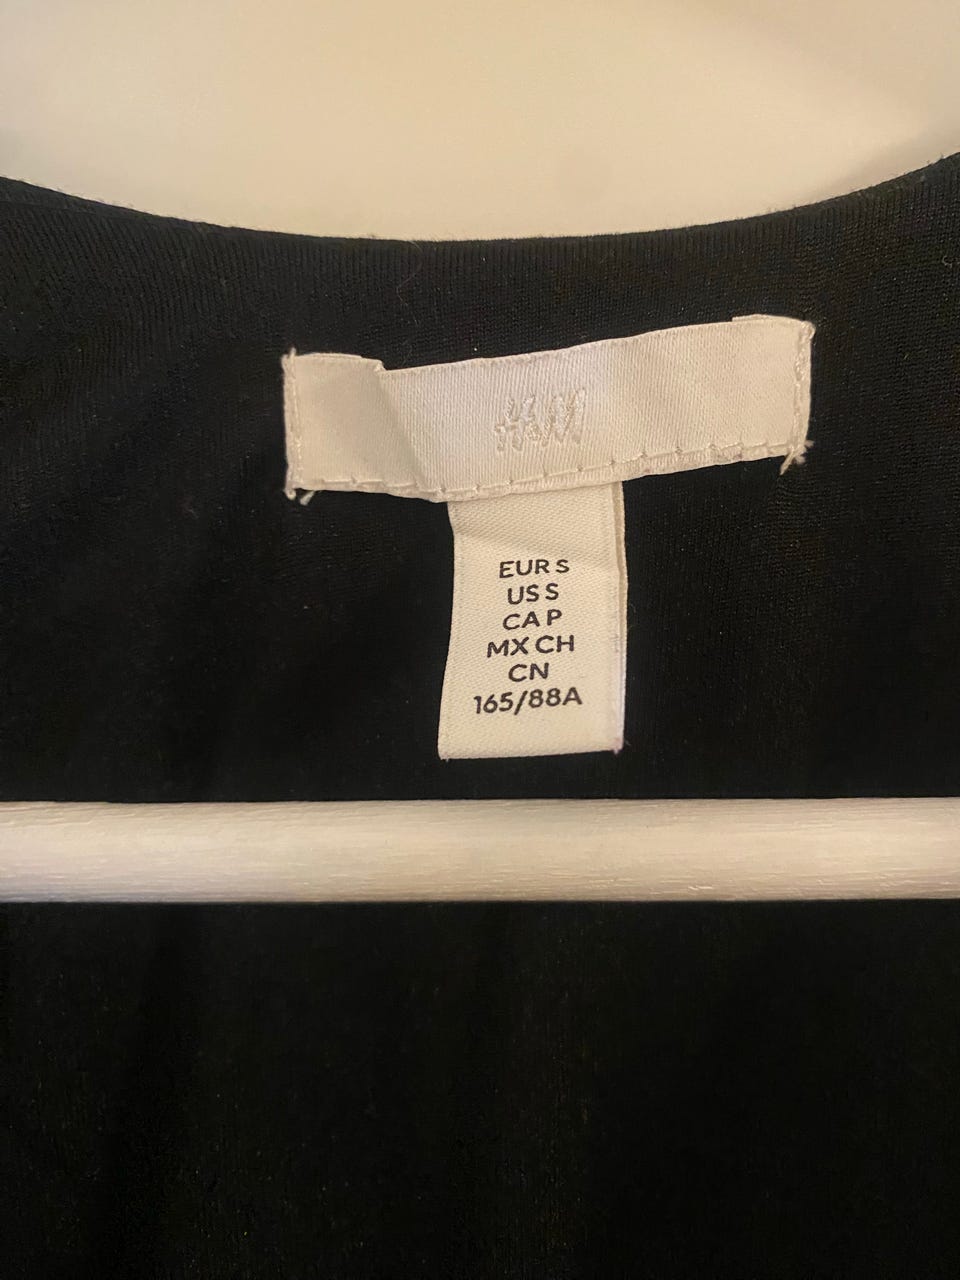 H&M
EUR S
US S
CA P
MX CH
CN
165/88A